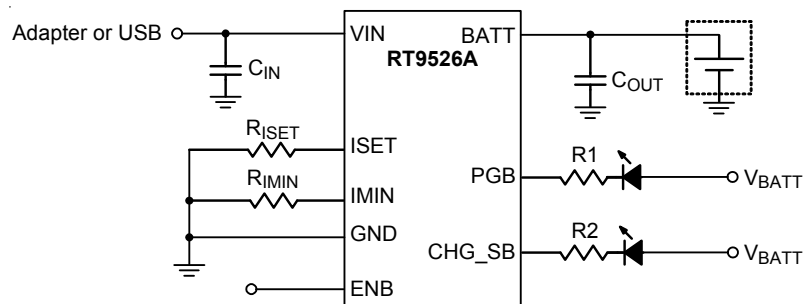 Adapter or USB
VIN
BATT
RT9526A
CIN
COUT
RISET
ISET
PGB
R1
VBATT
RIMIN
IMIN
GND
CHG_SB
R2
VBATT
ENB